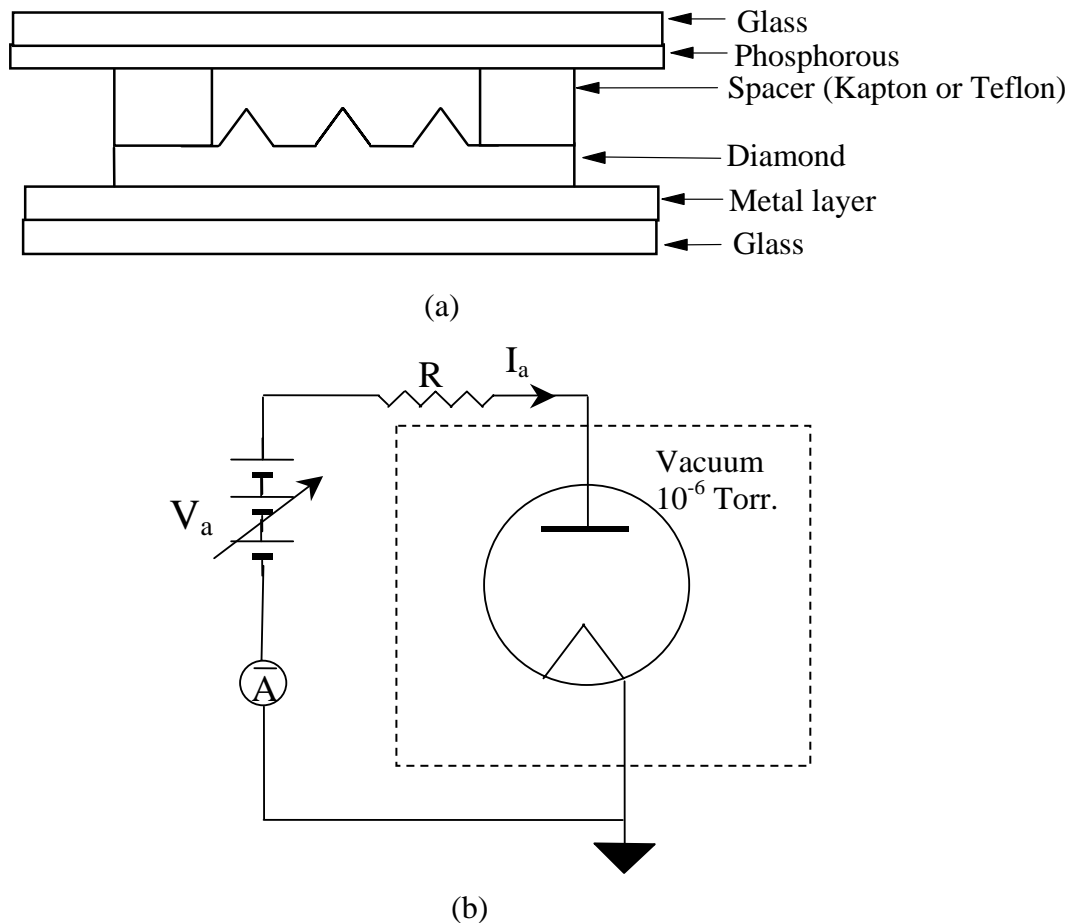 Glass
Phosphorous
Spacer (Kapton or Teflon)
Diamond
Metal layer
Glass
(a)
R
Iₐ
Vacuum
10⁻⁶ Torr.
Vₐ
A
(b)